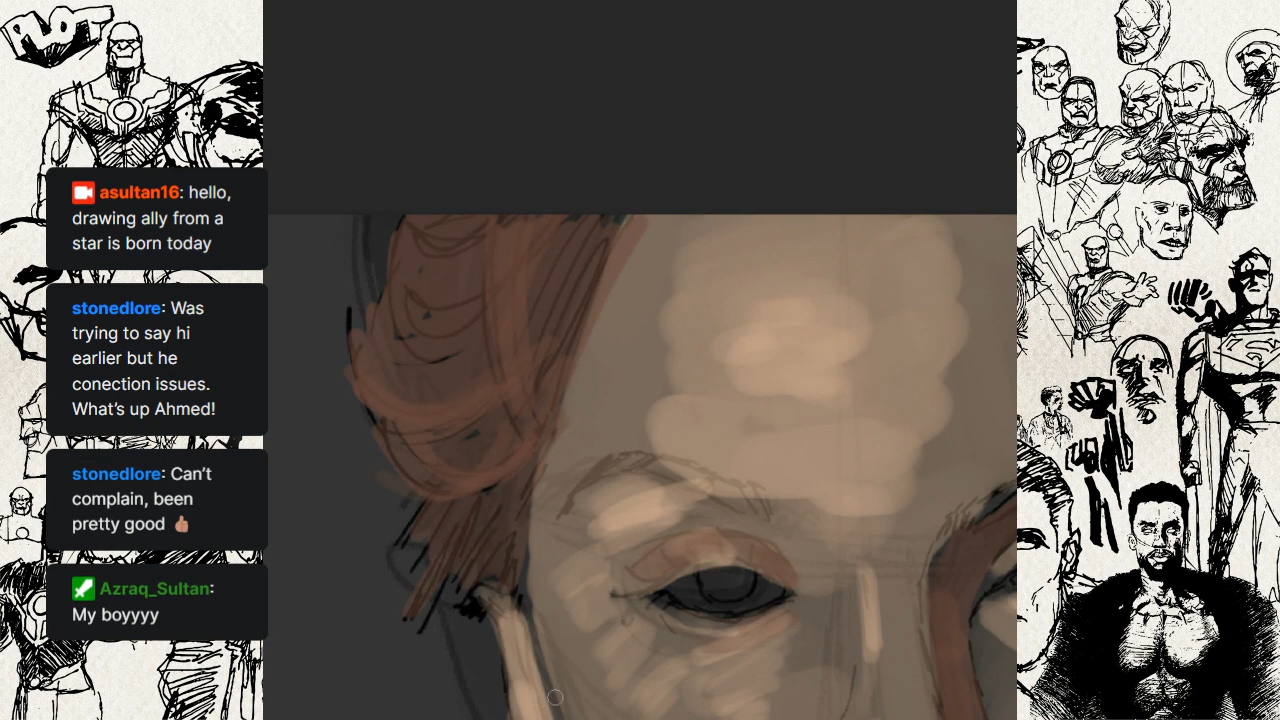 PLOT
asultan16: hello,
drawing ally from a
star is born today
stonedlore: Was
trying to say hi
earlier but he
conection issues.
What's up Ahmed!
stonedlore: Can't
complain, been
pretty good 👍🏽
Azraq_Sultan:
My boyyyy